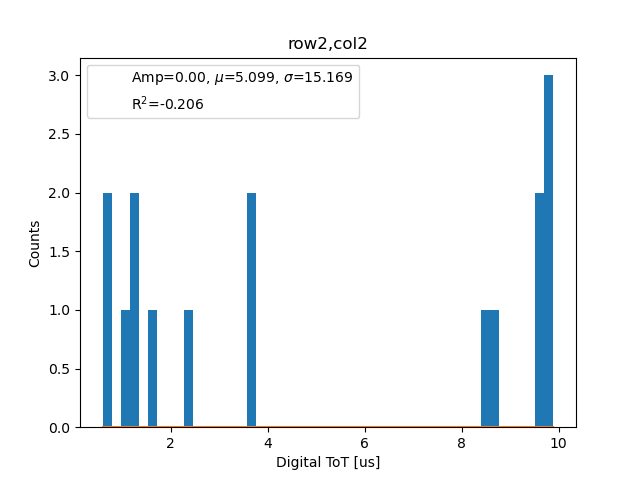 row2,col2
Amp=0.00, μ=5.099, σ=15.169
R²=-0.206
3.0
2.5
2.0
1.5
1.0
0.5
0.0
Counts
2 4 6 8 10
Digital ToT [us]